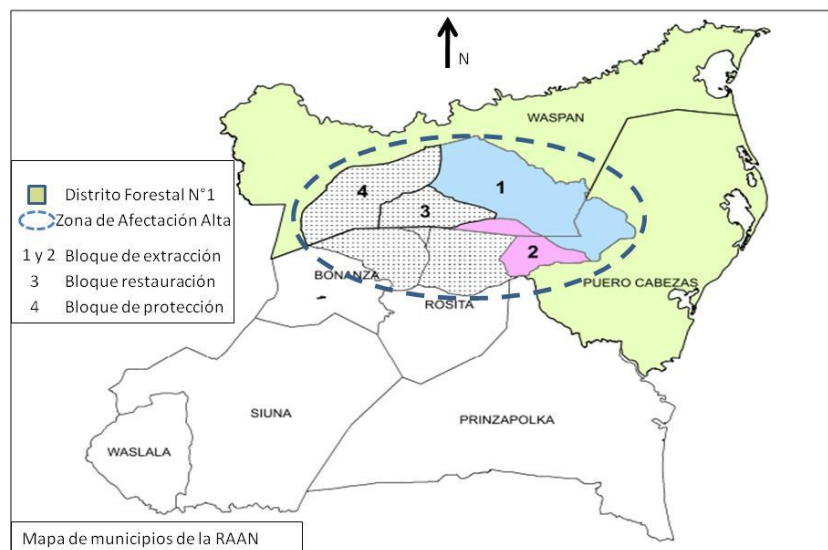 N
WASPAN
4
1
3
2
BONANZA
ROSITA
PUERO CABEZAS
SIUNA
PRINZAPOLKA
WASLALA
Distrito Forestal N°1
Zona de Afectación Alta
1 y 2 Bloque de extracción
3 Bloque restauración
4 Bloque de protección
Mapa de municipios de la RAAN